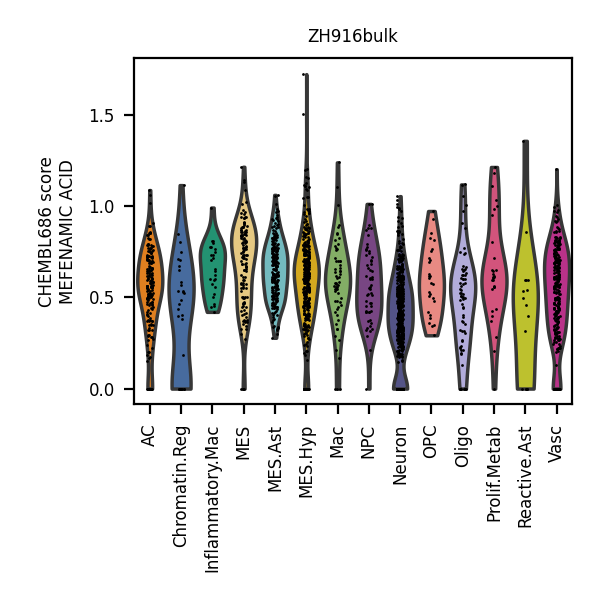 ZH916bulk
CHEMBL686 score
MEFENAMIC ACID
1.5
1.0
0.5
0.0
AC
Chromatin.Reg
Inflammatory.Mac
MES
MES.Ast
MES.Hyp
Mac
NPC
Neuron
OPC
Oligo
Prolif.Metab
Reactive.Ast
Vasc